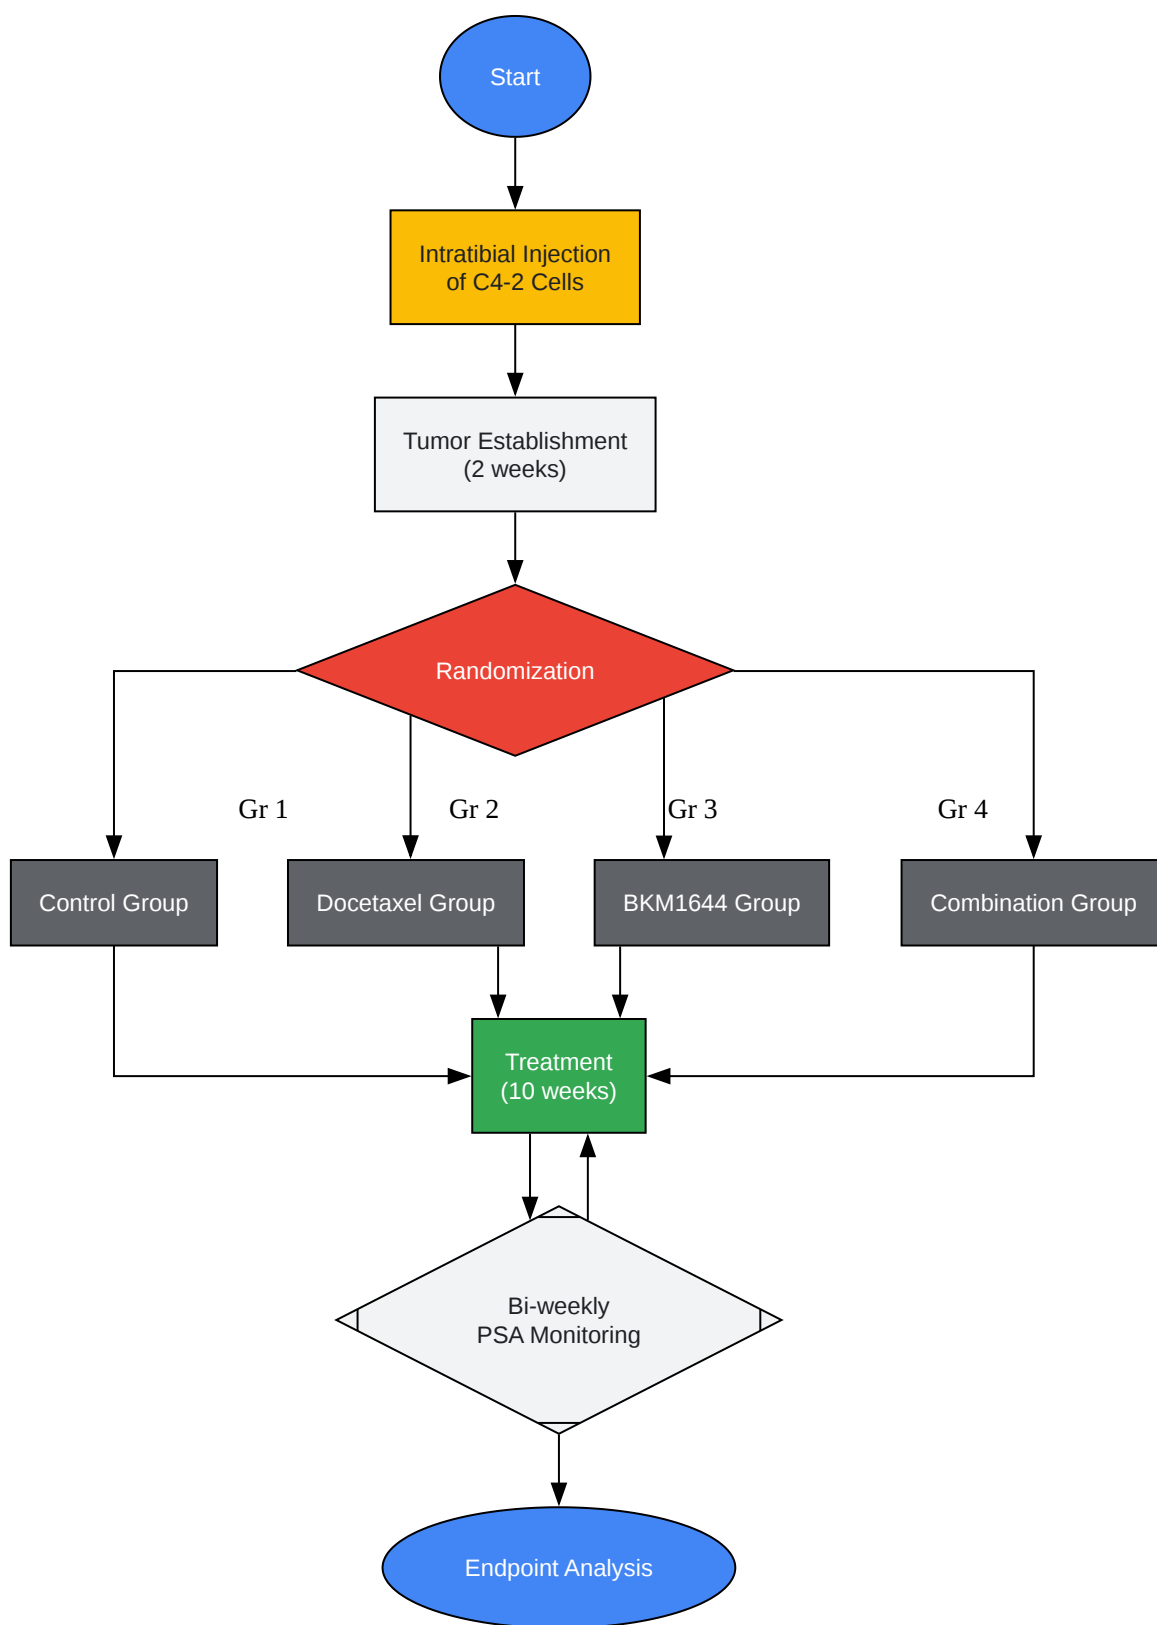 Start
Intratibial Injection
of C4-2 Cells
Tumor Establishment
(2 weeks)
Randomization
Gr 1
Gr 2
Gr 3
Gr 4
Control Group
Docetaxel Group
BKM1644 Group
Combination Group
Treatment
(10 weeks)
Bi-weekly
PSA Monitoring
Endpoint Analysis